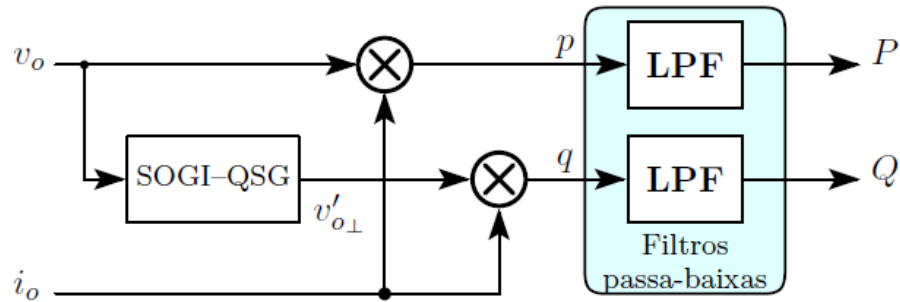 v_o
p
LPF
P
SOGI–QSG
v'_{o⊥}
q
LPF
Q
i_o
Filtros
passa-baixas